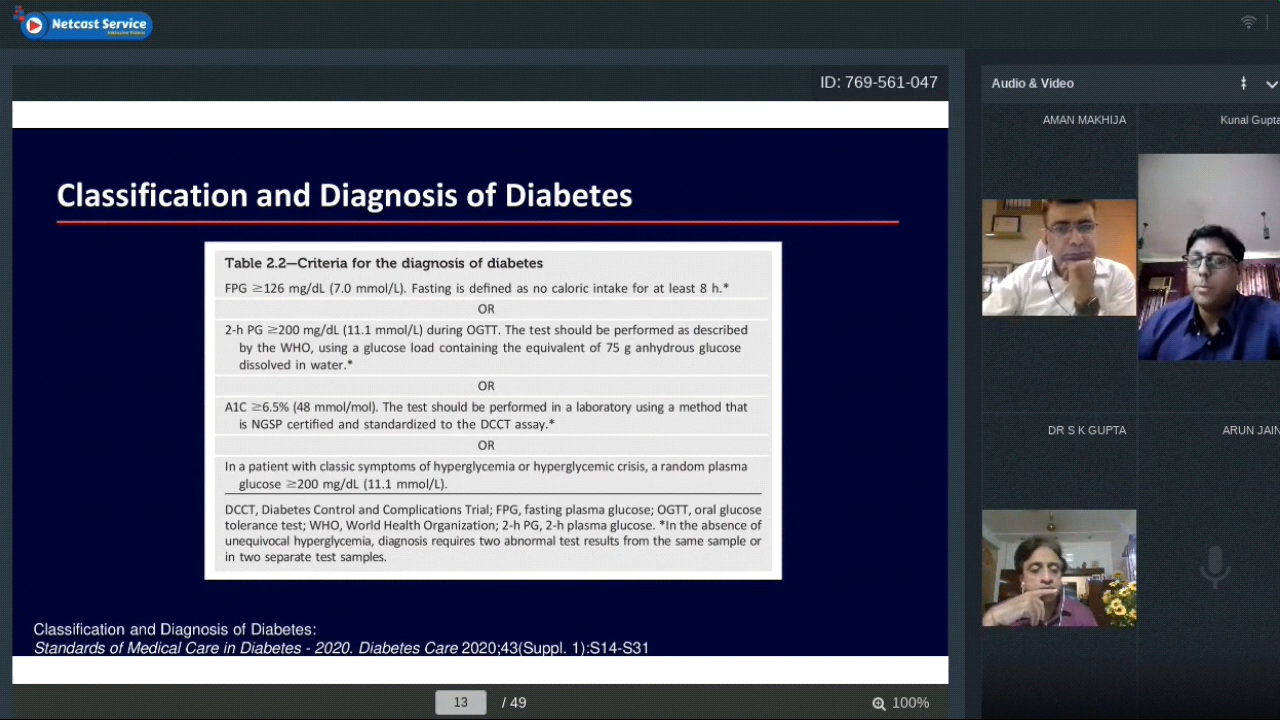 Netcast Service
ID: 769-561-047
Audio & Video
AMAN MAKHIJA
Kunal Gupta
Classification and Diagnosis of Diabetes
Table 2.2—Criteria for the diagnosis of diabetes
FPG ≥126 mg/dL (7.0 mmol/L). Fasting is defined as no caloric intake for at least 8 h.*
OR
2-h PG ≥200 mg/dL (11.1 mmol/L) during OGTT. The test should be performed as described
by the WHO, using a glucose load containing the equivalent of 75 g anhydrous glucose
dissolved in water.*
OR
A1C ≥6.5% (48 mmol/mol). The test should be performed in a laboratory using a method that
is NGSP certified and standardized to the DCCT assay.*
OR
In a patient with classic symptoms of hyperglycemia or hyperglycemic crisis, a random plasma
glucose ≥200 mg/dL (11.1 mmol/L).
DCCT, Diabetes Control and Complications Trial; FPG, fasting plasma glucose; OGTT, oral glucose
tolerance test; WHO, World Health Organization; 2-h PG, 2-h plasma glucose. *In the absence of
unequivocal hyperglycemia, diagnosis requires two abnormal test results from the same sample or
in two separate test samples.
DR S K GUPTA
ARUN JAIN
Classification and Diagnosis of Diabetes:
Standards of Medical Care in Diabetes - 2020. Diabetes Care 2020;43(Suppl. 1):S14-S31
13 / 49
100%